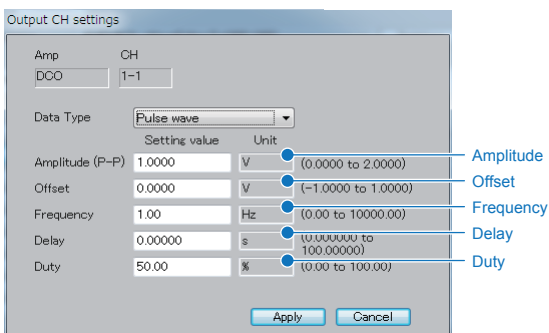 Output CH settings
Amp CH
DCO 1-1
Data Type Pulse wave
Setting value Unit
Amplitude (P-P) 1.0000 V (0.0000 to 2.0000) Amplitude
Offset 0.0000 V (-1.0000 to 1.0000) Offset
Frequency 1.00 Hz (0.00 to 10000.00) Frequency
Delay 0.00000 s (0.000000 to 100.00000) Delay
Duty 50.00 % (0.00 to 100.00) Duty
Apply Cancel